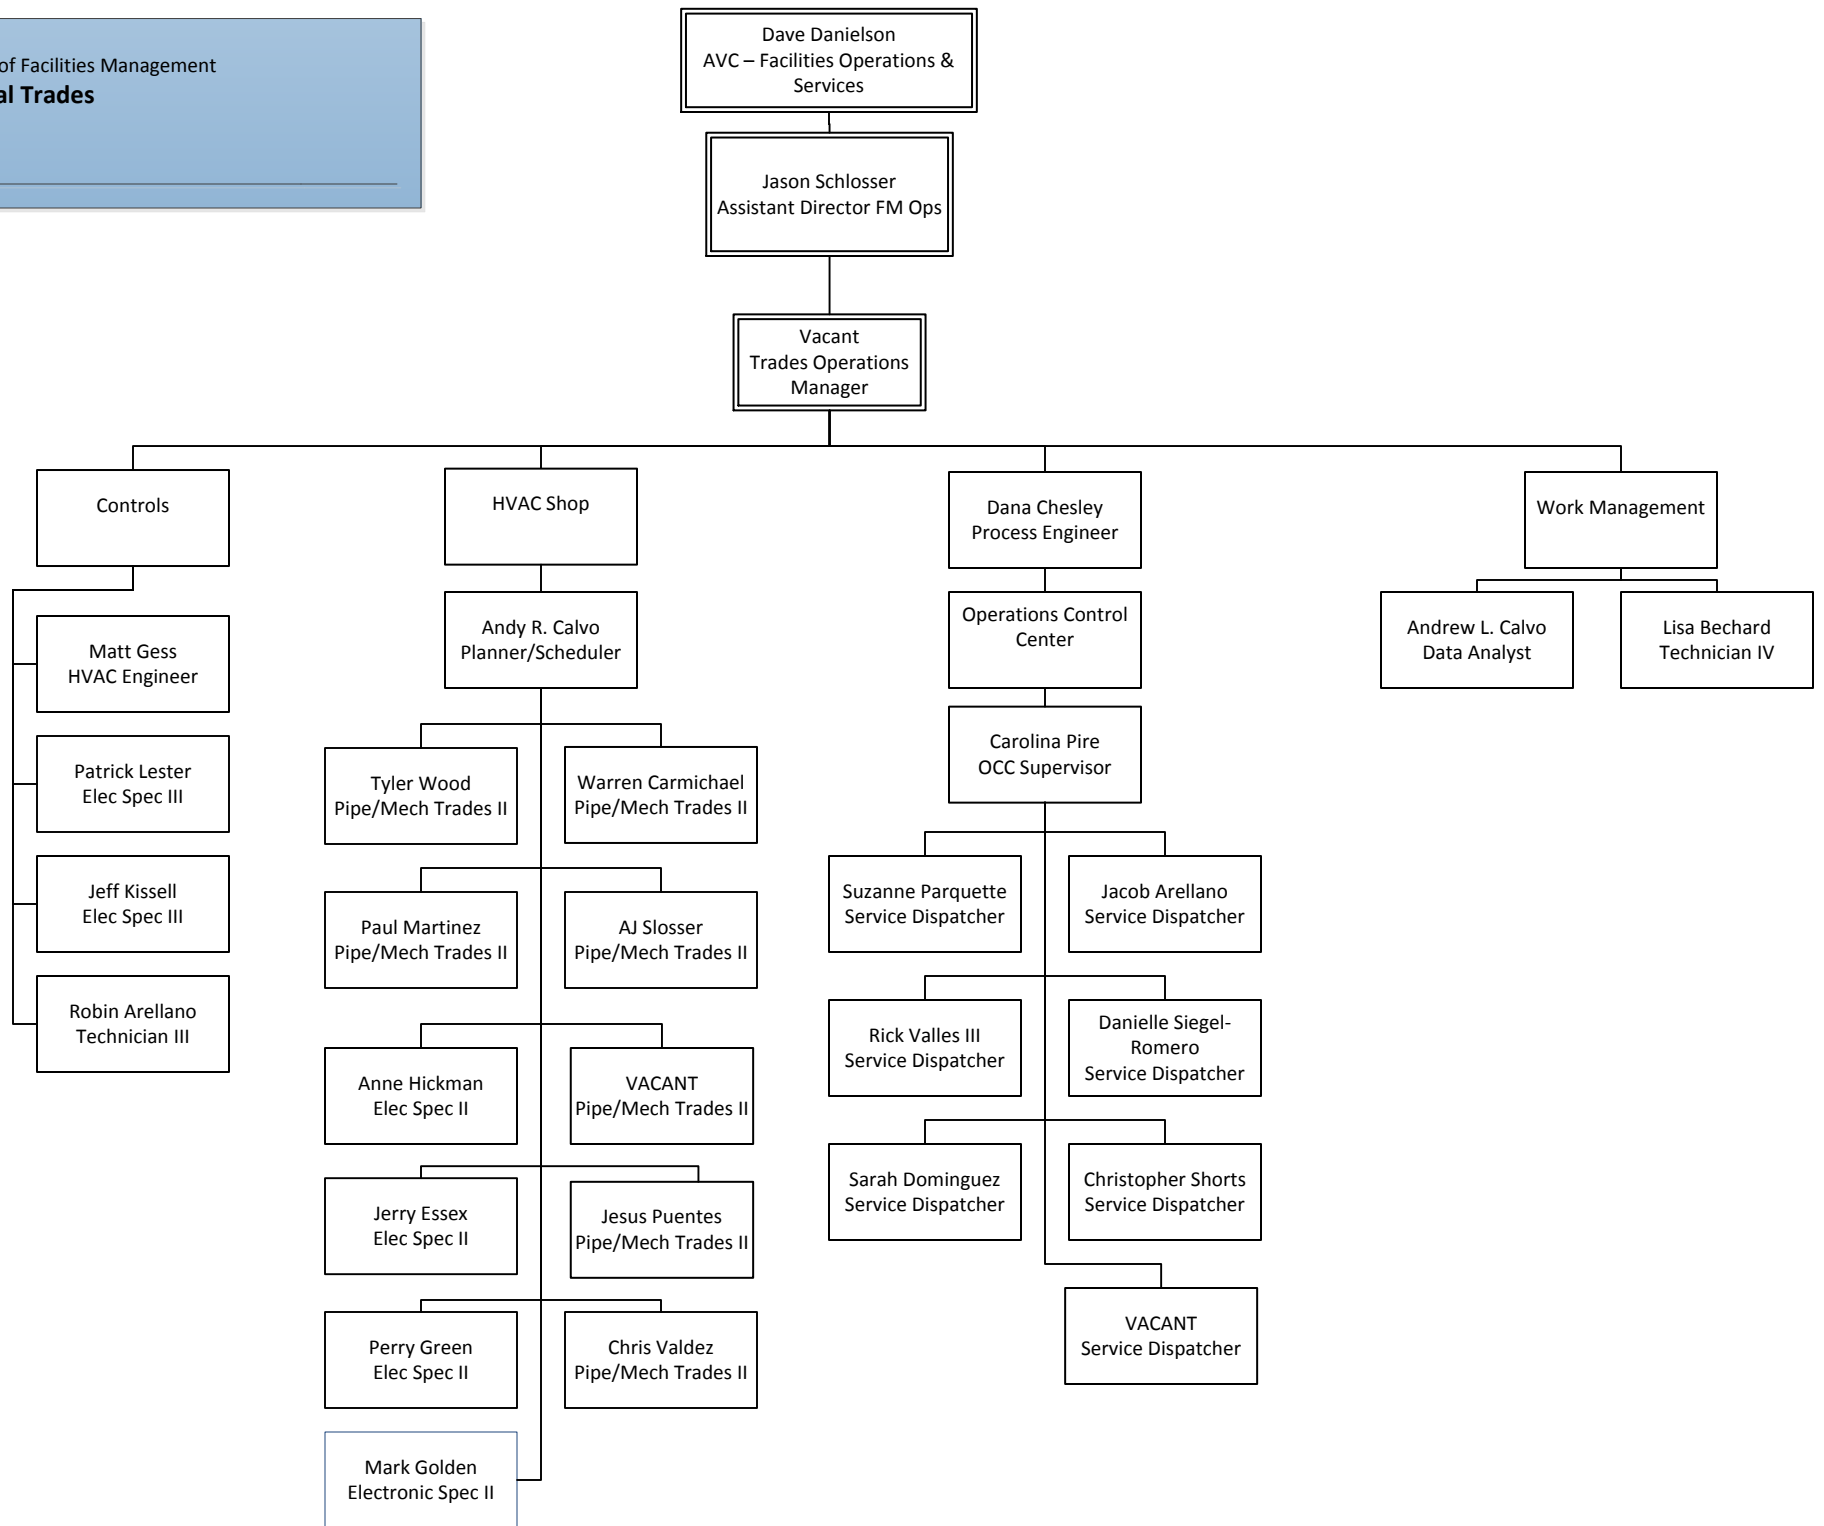 of Facilities Management
al Trades
Dave Danielson
AVC – Facilities Operations &
Services
Jason Schlosser
Assistant Director FM Ops
Vacant
Trades Operations
Manager
Controls
HVAC Shop
Dana Chesley
Process Engineer
Work Management
Matt Gess
HVAC Engineer
Patrick Lester
Elec Spec III
Jeff Kissell
Elec Spec III
Robin Arellano
Technician III
Andy R. Calvo
Planner/Scheduler
Tyler Wood
Pipe/Mech Trades II
Warren Carmichael
Pipe/Mech Trades II
Paul Martinez
Pipe/Mech Trades II
AJ Slosser
Pipe/Mech Trades II
Anne Hickman
Elec Spec II
VACANT
Pipe/Mech Trades II
Jerry Essex
Elec Spec II
Jesus Puentes
Pipe/Mech Trades II
Perry Green
Elec Spec II
Chris Valdez
Pipe/Mech Trades II
Mark Golden
Electronic Spec II
Operations Control
Center
Carolina Pire
OCC Supervisor
Suzanne Parquette
Service Dispatcher
Jacob Arellano
Service Dispatcher
Rick Valles III
Service Dispatcher
Danielle Siegel-
Romero
Service Dispatcher
Sarah Dominguez
Service Dispatcher
Christopher Shorts
Service Dispatcher
VACANT
Service Dispatcher
Andrew L. Calvo
Data Analyst
Lisa Bechard
Technician IV